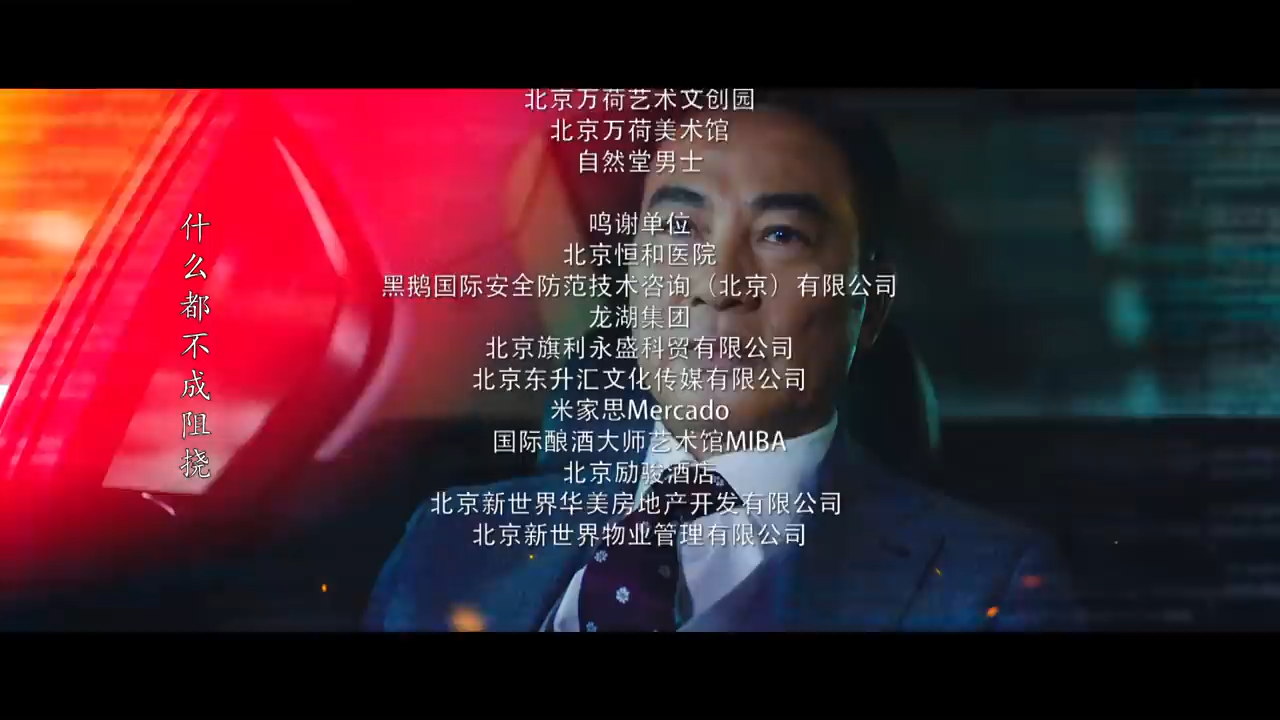 北京万荷艺术文创园
北京万荷美术馆
自然堂男士
鸣谢单位
北京恒和医院
黑鹅国际安全防范技术咨询（北京）有限公司
龙湖集团
北京旗利永盛科贸有限公司
北京东升汇文化传媒有限公司
米家思Mercado
国际酿酒大师艺术馆MIBA
北京励骏酒店
北京新世界华美房地产开发有限公司
北京新世界物业管理有限公司
什么都不成阻挠